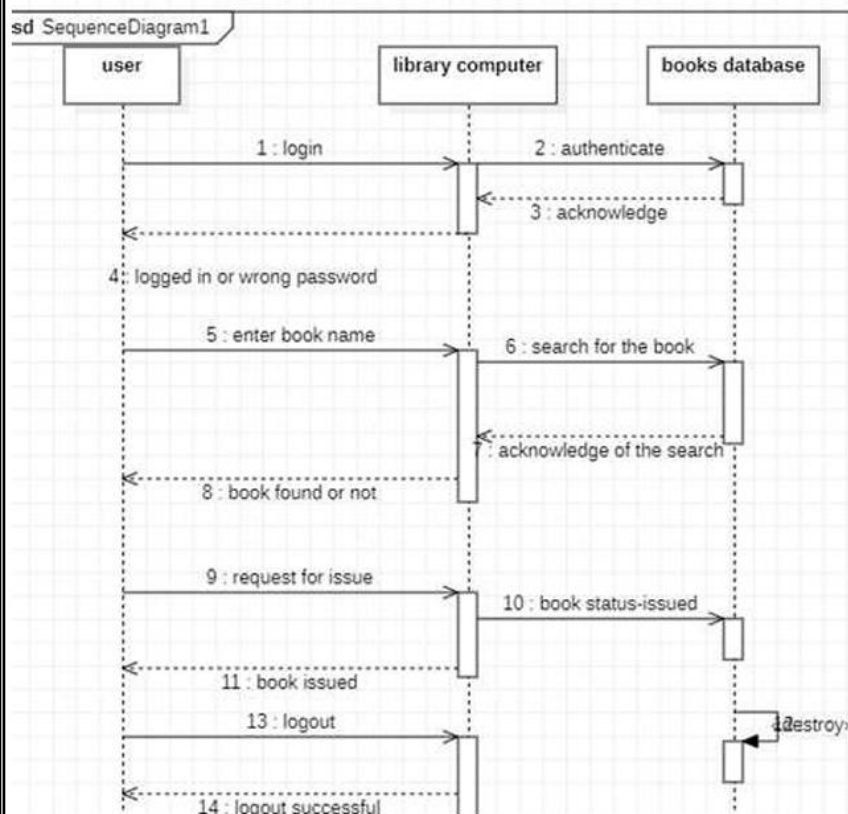 sd SequenceDiagram1
user
library computer
books database
1 : login
2 : authenticate
3 : acknowledge
4 : logged in or wrong password
5 : enter book name
6 : search for the book
7 : acknowledge of the search
8 : book found or not
9 : request for issue
10 : book status-issued
11 : book issued
«destroy»
13 : logout
14 : logout successful